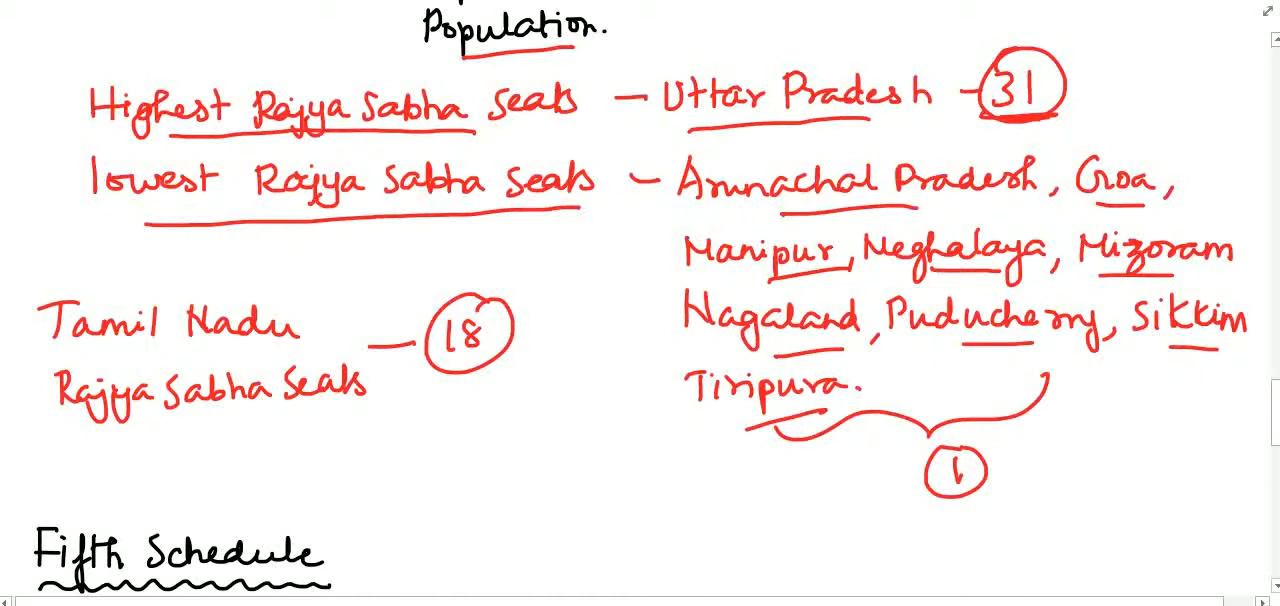 Population.
Highest Rajya Sabha Seats - Uttar Pradesh - 31
lowest Rajya Sabha Seats - Arunachal Pradesh, Goa,
Manipur, Meghalaya, Mizoram
Nagaland, Puducherry, Sikkim
Tiripura.
1
Tamil Nadu
Rajya Sabha Seats - 18
Fifth Schedule